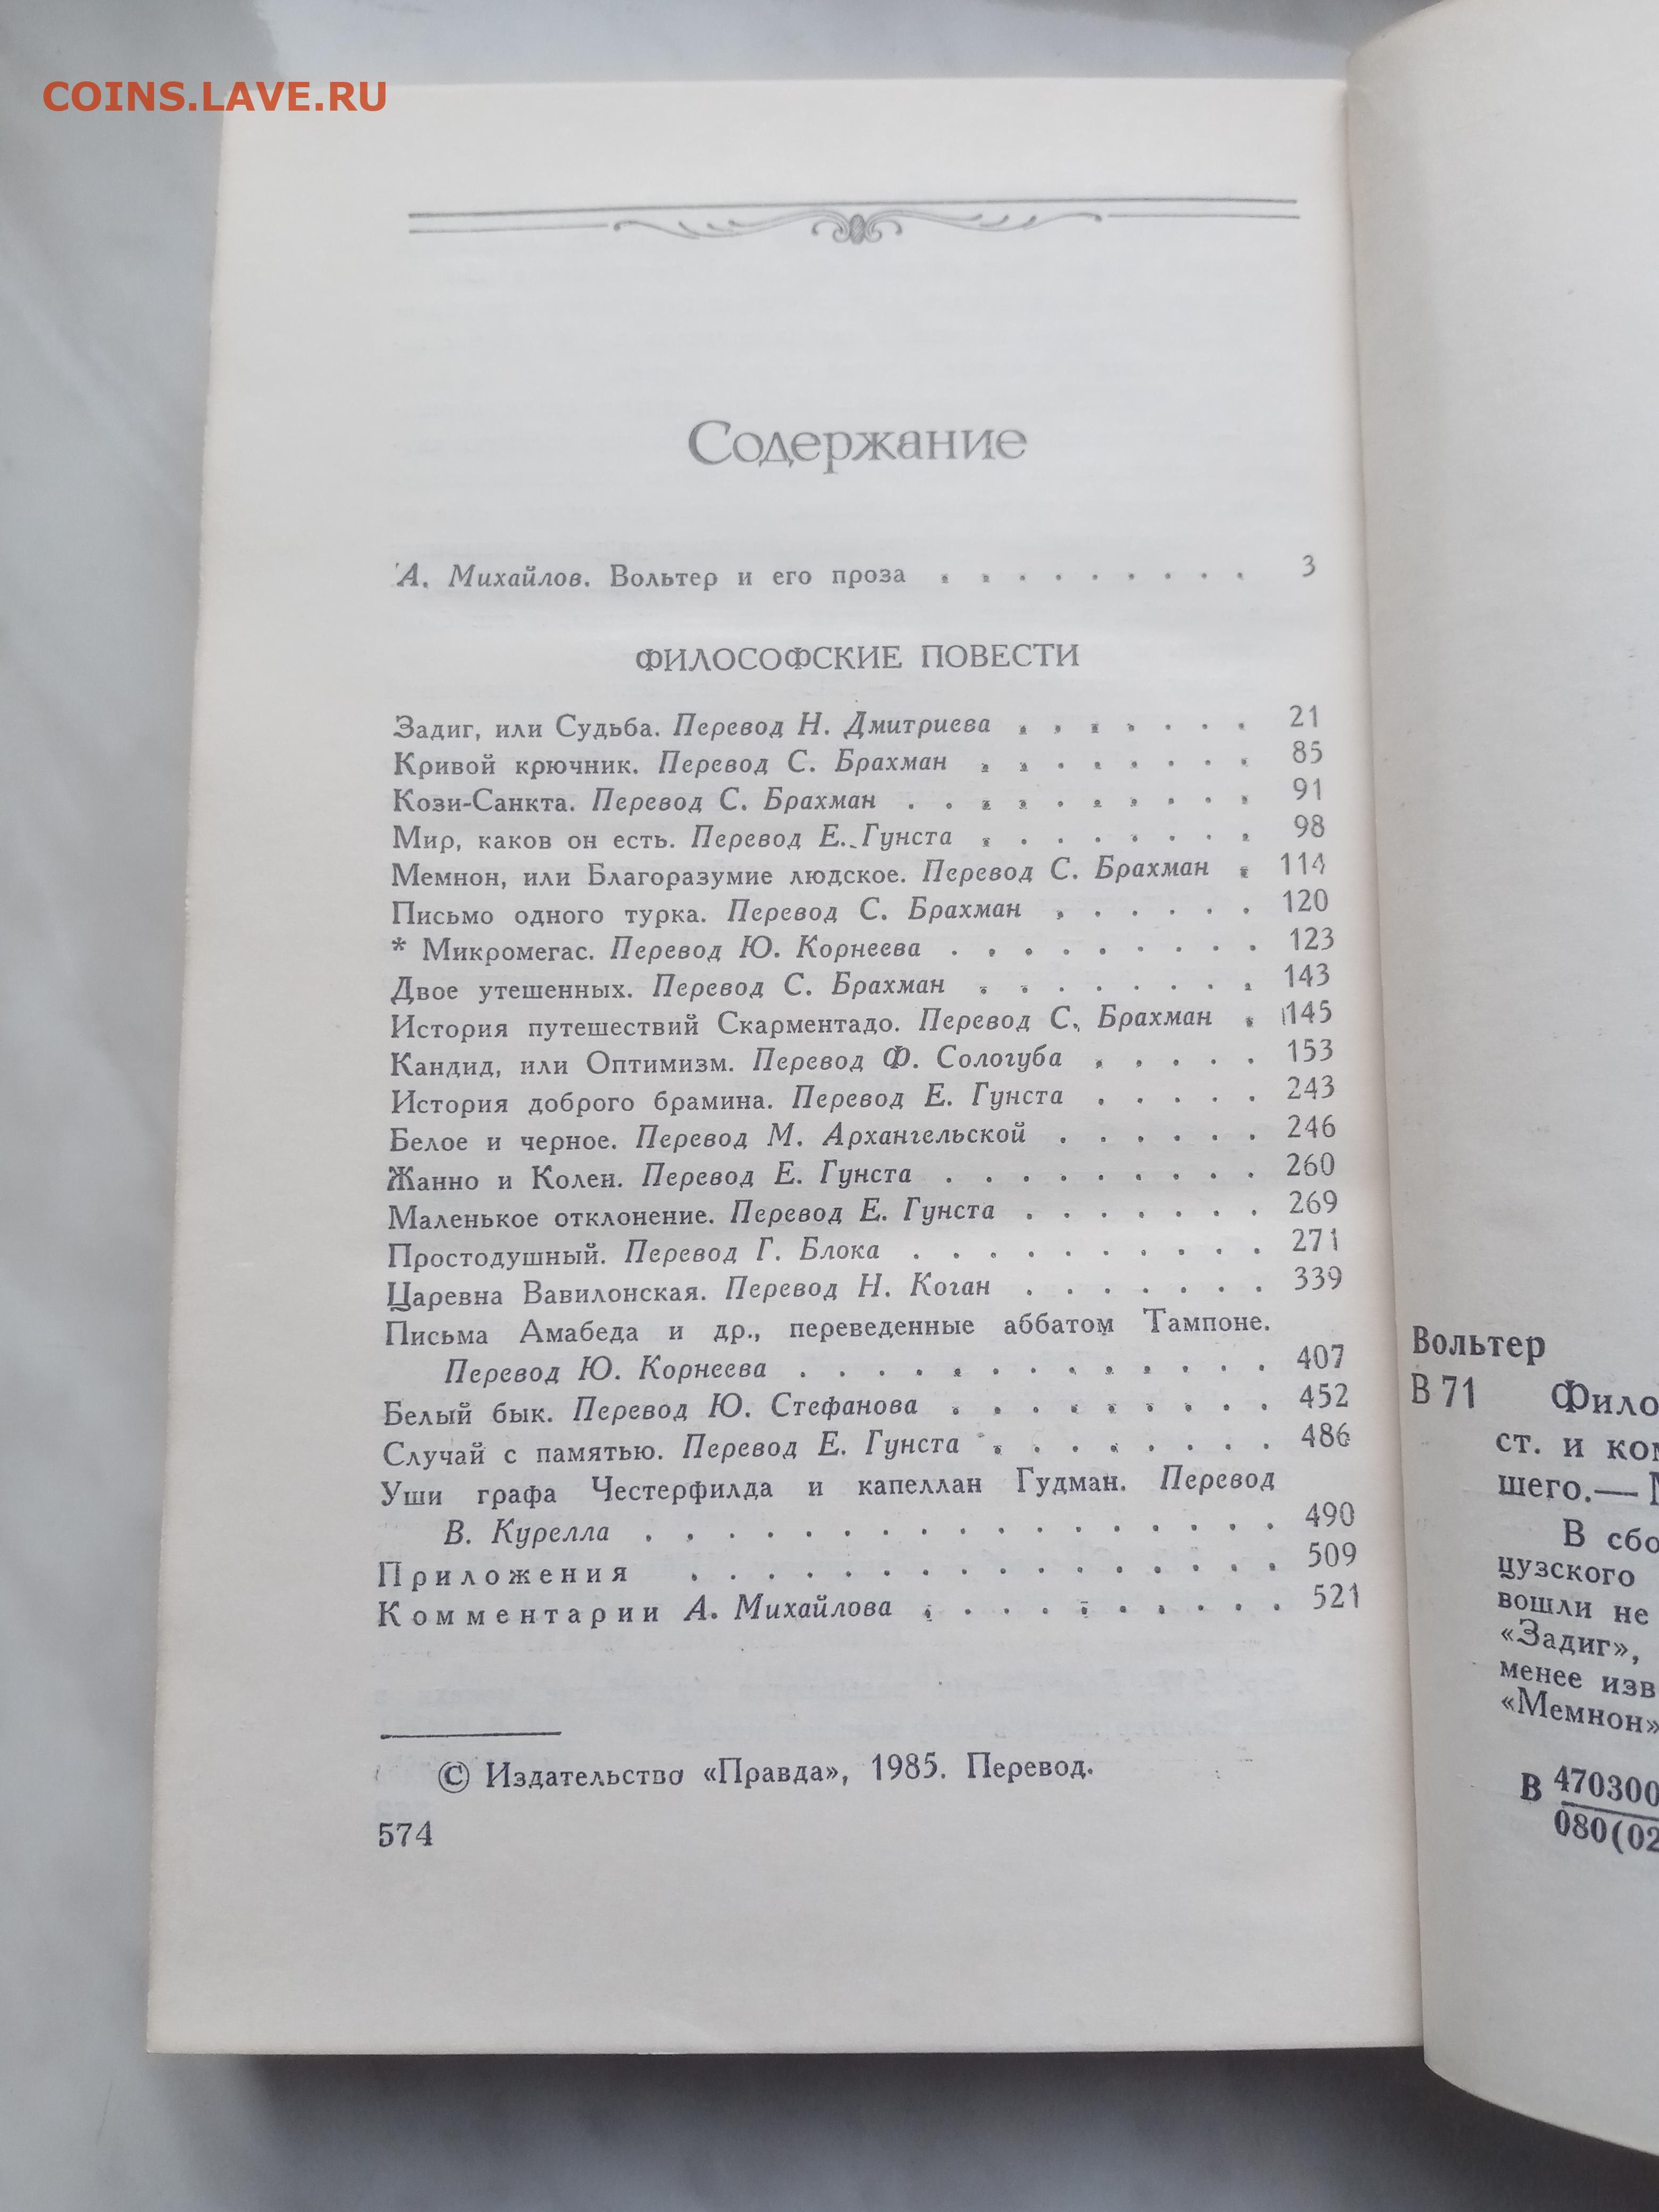 COINS.LAVE.RU
Содержание
А. Михайлов. Вольтер и его проза . . . . . . . . . 3
ФИЛОСОФСКИЕ ПОВЕСТИ
Задиг, или Судьба. Перевод Н. Дмитриева . . . . . . . 21
Кривой крючник. Перевод С. Брахман . . . . . . . . 85
Кози-Санкта. Перевод С. Брахман . . . . . . . . . . 91
Мир, каков он есть. Перевод Е. Гунста . . . . . . . . 98
Мемнон, или Благоразумие людское. Перевод С. Брахман . 114
Письмо одного турка. Перевод С. Брахман . . . . . . 120
* Микромегас. Перевод Ю. Корнеева . . . . . . . . . 123
Двое утешенных. Перевод С. Брахман . . . . . . . . 143
История путешествий Скарментадо. Перевод С. Брахман . 145
Кандид, или Оптимизм. Перевод Ф. Сологуба . . . . . 153
История доброго брамина. Перевод Е. Гунста . . . . . 243
Белое и черное. Перевод М. Архангельской . . . . . . 246
Жанно и Колен. Перевод Е. Гунста . . . . . . . . . 260
Маленькое отклонение. Перевод Е. Гунста . . . . . . . 269
Простодушный. Перевод Г. Блока . . . . . . . . . . 271
Царевна Вавилонская. Перевод Н. Коган . . . . . . . 339
Письма Амабеда и др., переведенные аббатом Тампоне.
Перевод Ю. Корнеева . . . . . . . . . . . . . 407
Белый бык. Перевод Ю. Стефанова . . . . . . . . . 452
Случай с памятью. Перевод Е. Гунста . . . . . . . . 486
Уши графа Честерфилда и капеллан Гудман. Перевод
В. Курелла . . . . . . . . . . . . . . . . . 490
Приложения . . . . . . . . . . . . . . . . 509
Комментарии А. Михайлова . . . . . . . . . . 521
© Издательство «Правда», 1985. Перевод.
574
Вольтер
В 71 Фило
ст. и ком
шего.—
В сбо
цузского
вошли не
«Задиг»,
менее изв
«Мемнон»
В 470300
080(02